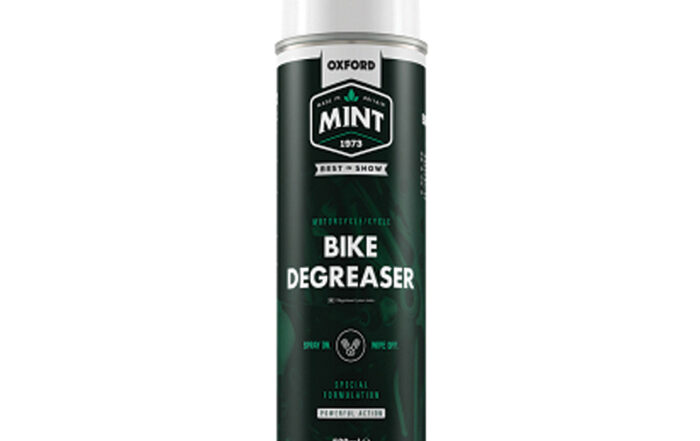 OXFORD
MADE IN BRITAIN
MINT
1973
BEST IN SHOW
MOTORCYCLE/CYCLE
BIKE
DEGREASER
SPRAY ON. WIPE OFF.
SPECIAL
FORMULATION
POWERFUL ACTION